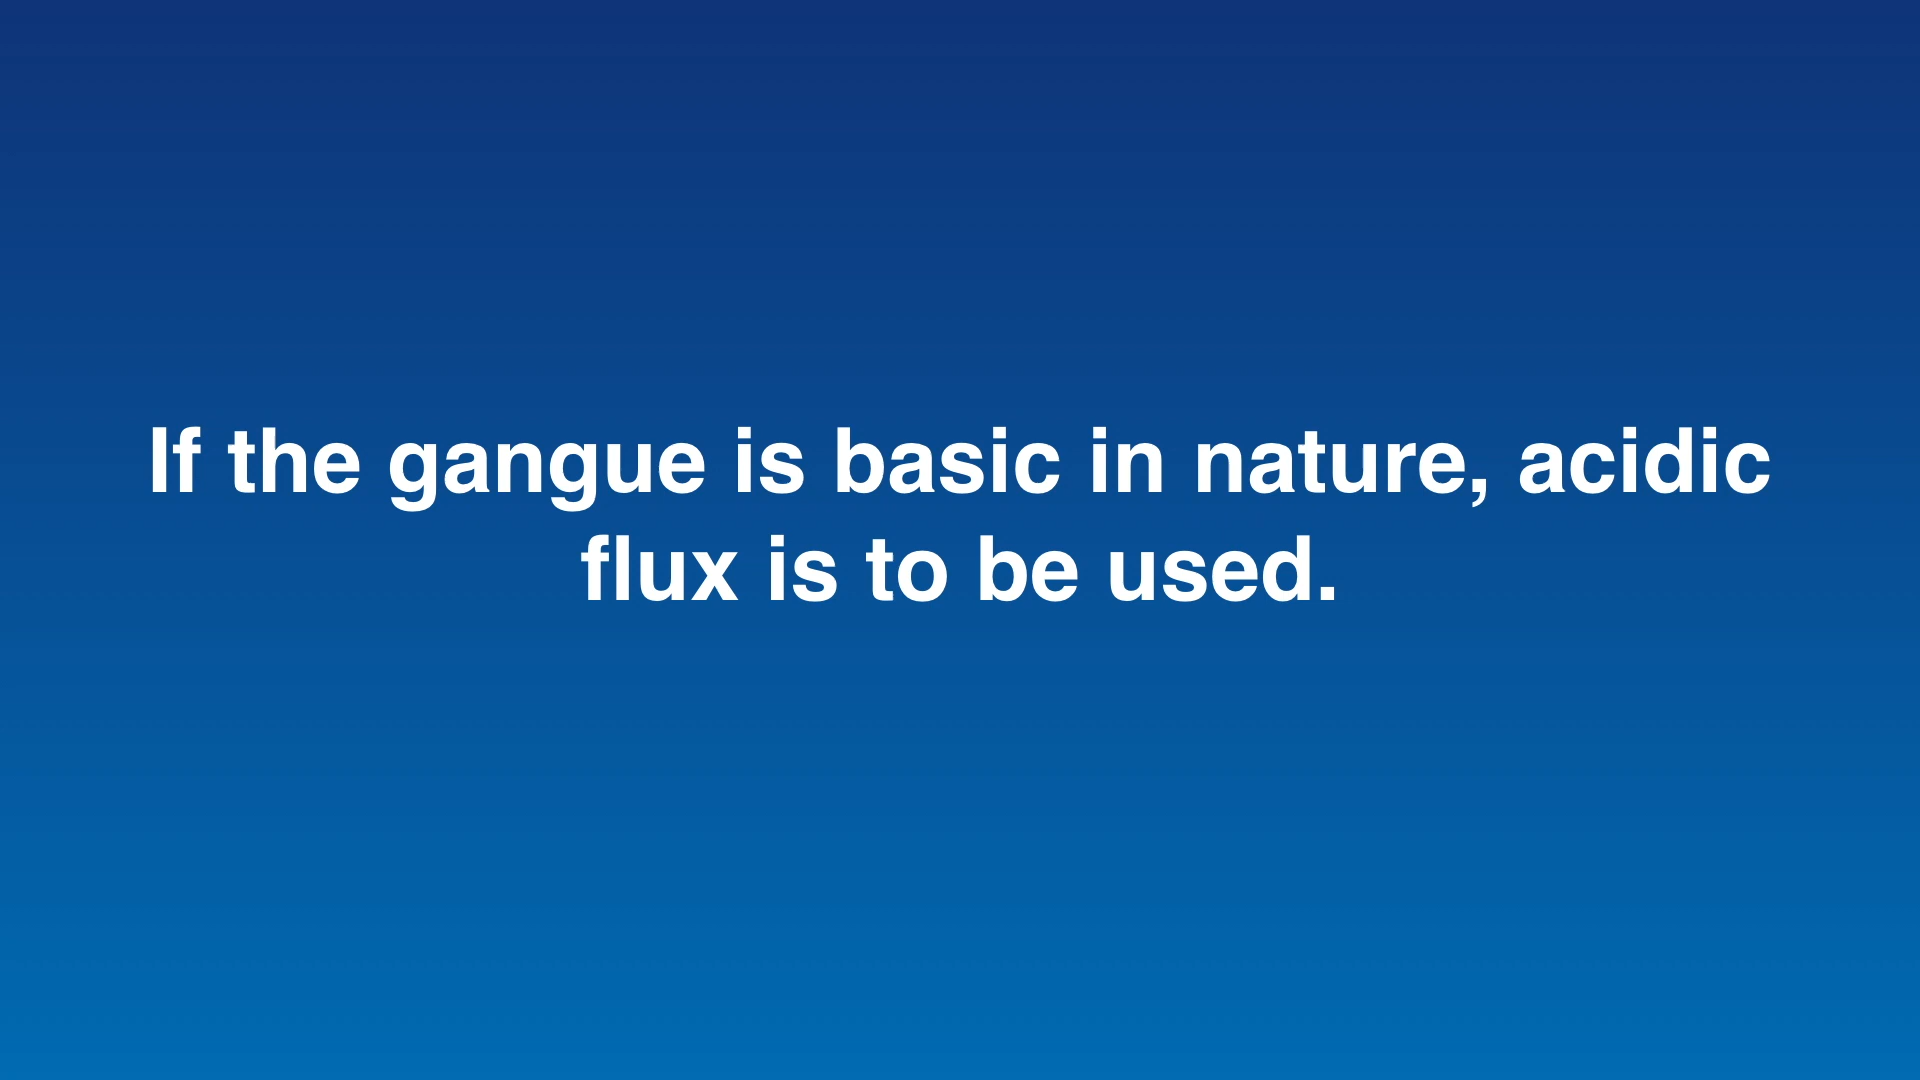 If the gangue is basic in nature, acidic
flux is to be used.